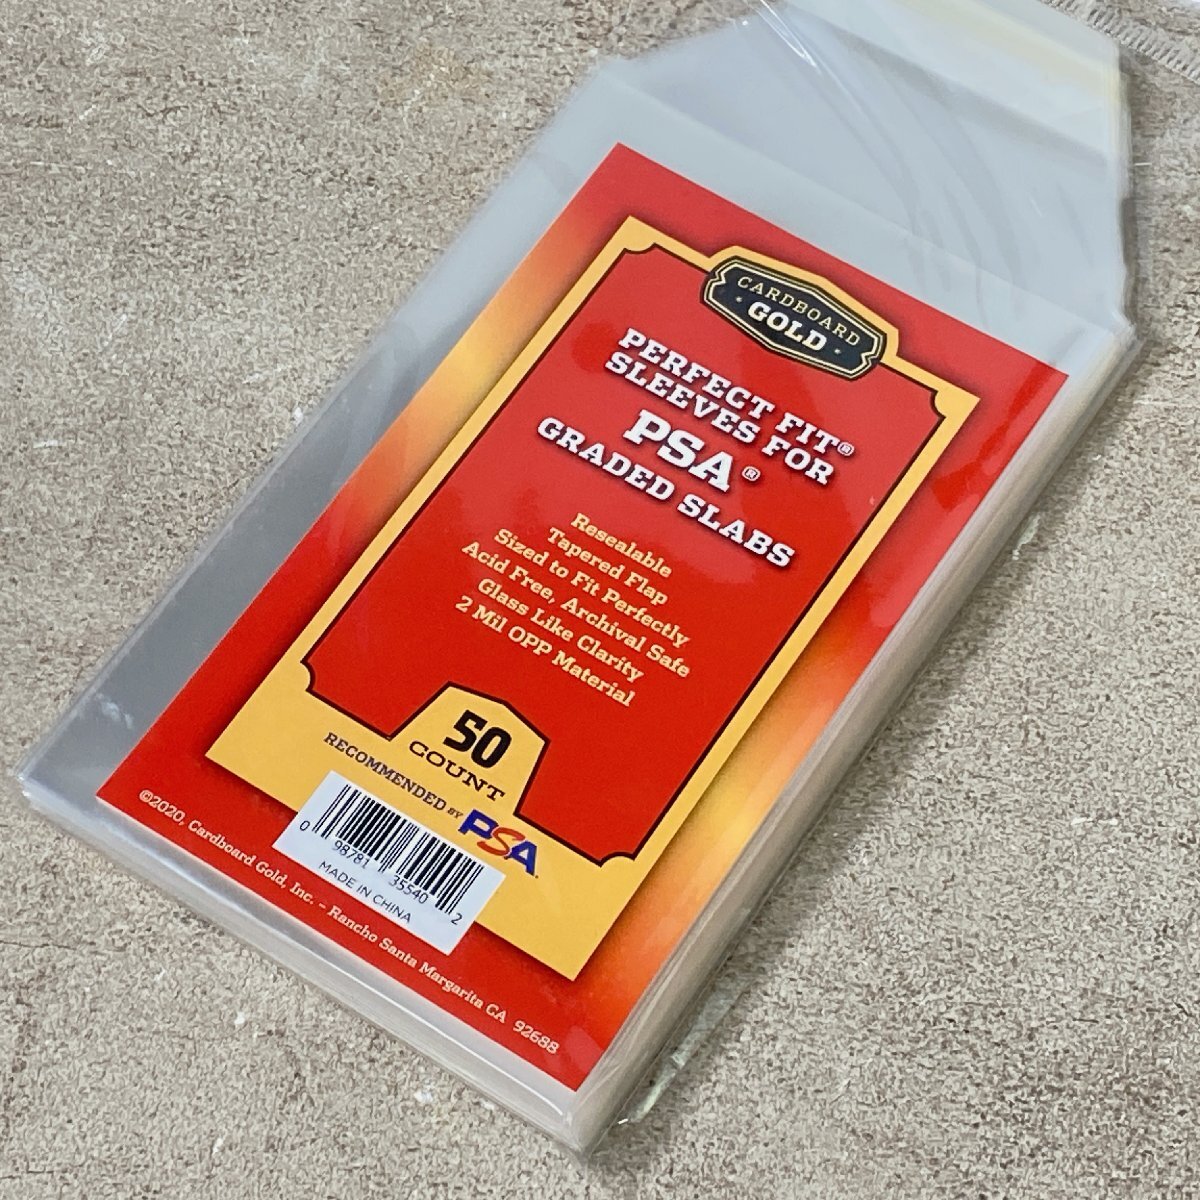 CARDBOARD
GOLD
PERFECT FIT®
SLEEVES FOR
PSA®
GRADED SLABS
Resealable
Tapered Flap
Sized to Fit Perfectly
Acid Free, Archival Safe
Glass Like Clarity
2 Mil OPP Material
50
COUNT
RECOMMENDED BY PSA
0 98781 35540 2
MADE IN CHINA
©2020, Cardboard Gold, Inc. - Rancho Santa Margarita CA 92688